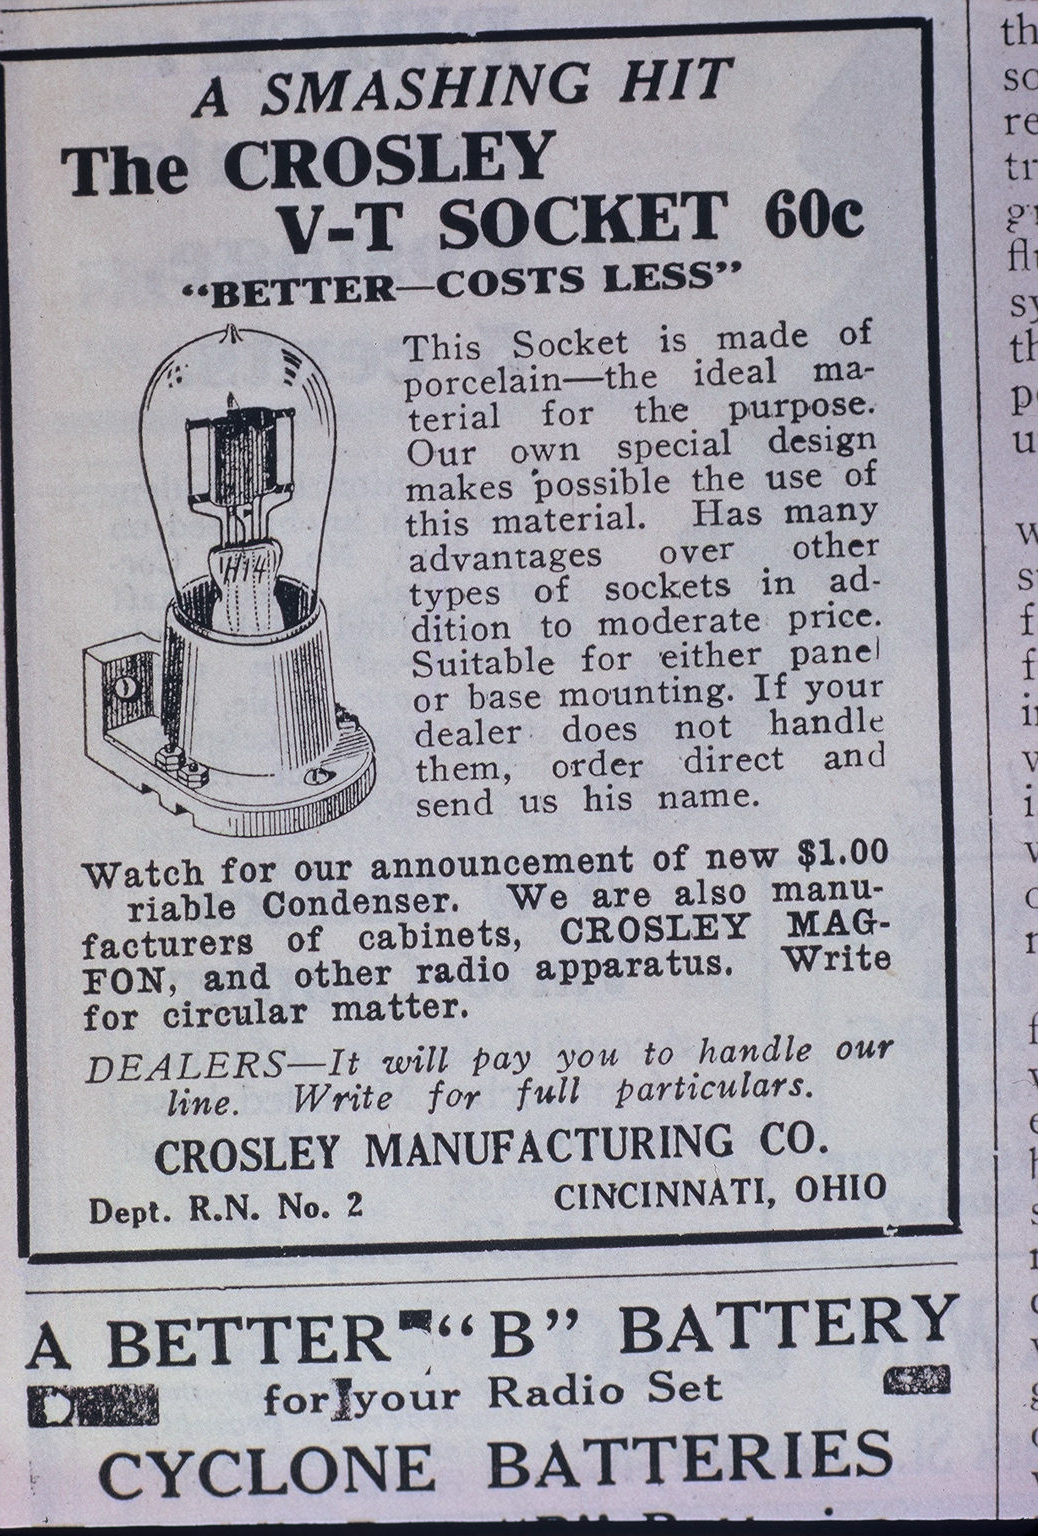 A SMASHING HIT
The CROSLEY
V-T SOCKET 60c
"BETTER—COSTS LESS"
This Socket is made of
porcelain—the ideal ma-
terial for the purpose.
Our own special design
makes possible the use of
this material. Has many
advantages over other
types of sockets in ad-
dition to moderate price.
Suitable for either panel
or base mounting. If your
dealer does not handle
them, order direct and
send us his name.
H14
Watch for our announcement of new $1.00
riable Condenser. We are also manu-
facturers of cabinets, CROSLEY MAG-
FON, and other radio apparatus. Write
for circular matter.
DEALERS—It will pay you to handle our
line. Write for full particulars.
CROSLEY MANUFACTURING CO.
Dept. R.N. No. 2 CINCINNATI, OHIO
A BETTER "B" BATTERY
for your Radio Set
CYCLONE BATTERIES